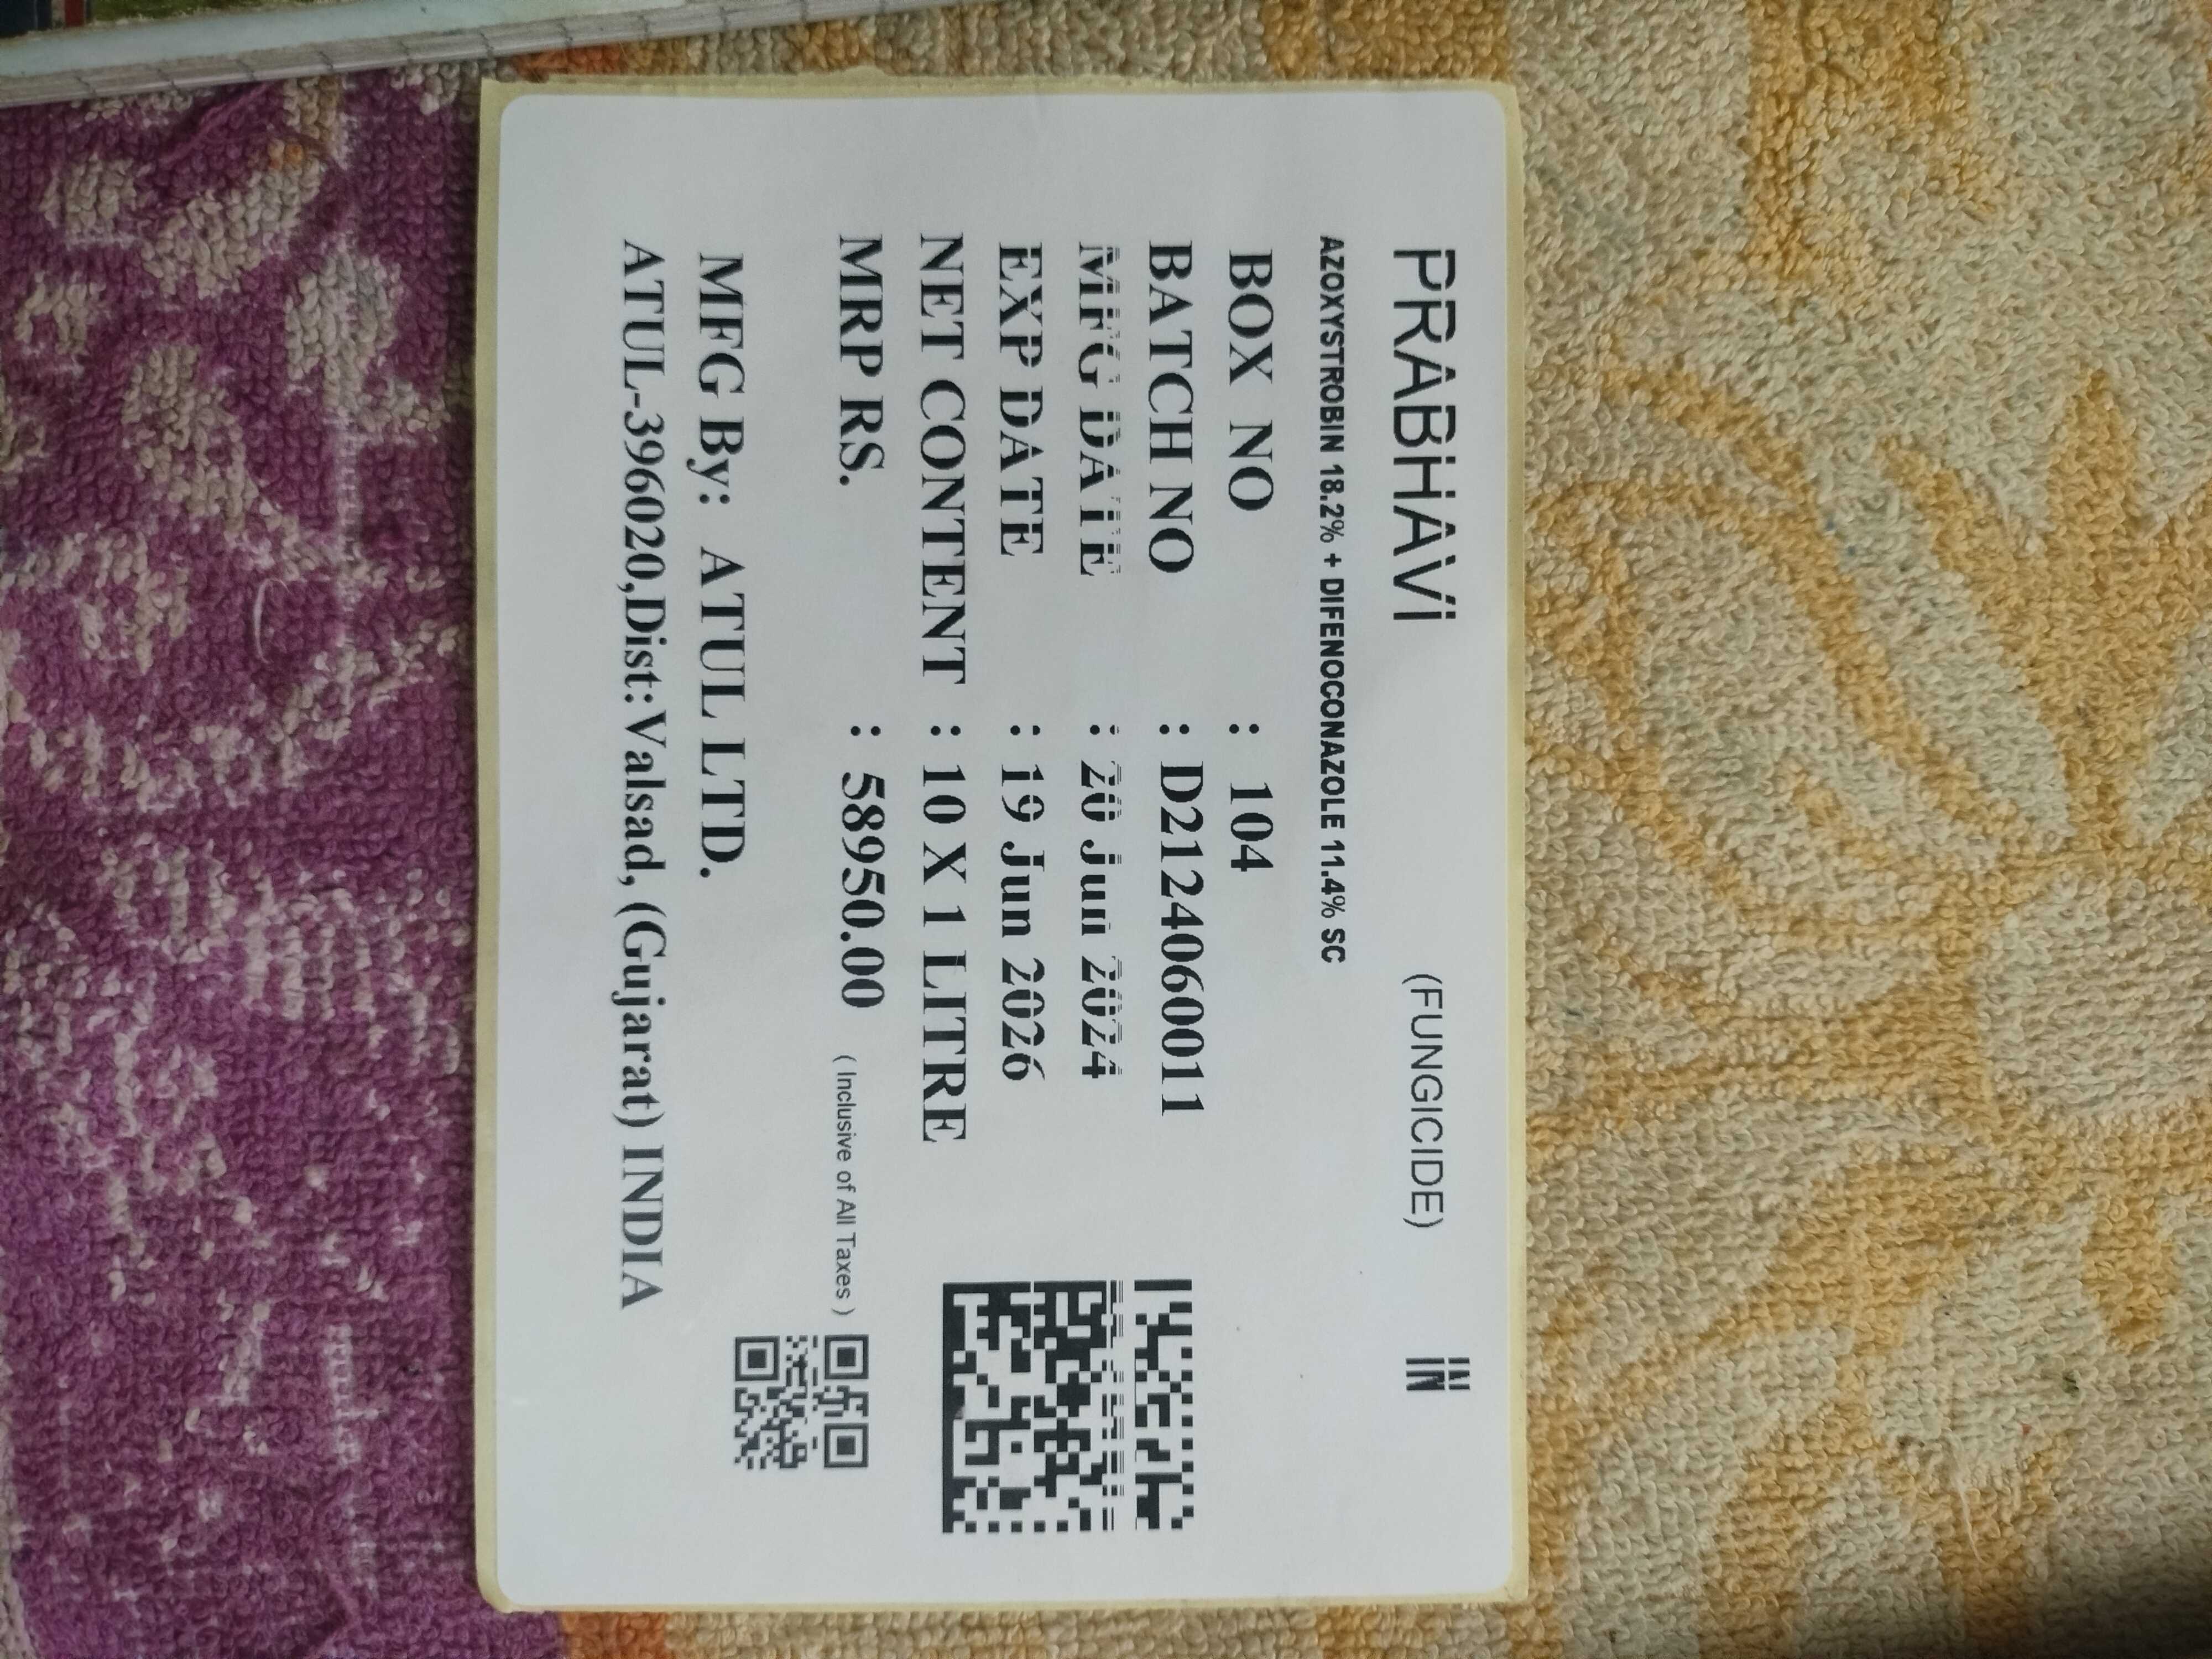 PRABHAVI (FUNGICIDE) IN
AZOXYSTROBIN 18.2% + DIFENOCONAZOLE 11.4% SC
BOX NO : 104
BATCH NO : D2124060011
MFG DATE : 20 Jun 2024
EXP DATE : 19 Jun 2026
NET CONTENT : 10 X 1 LITRE
MRP RS. : 58950.00 ( Inclusive of All Taxes )
MFG By: ATUL LTD.
ATUL-396020,Dist:Valsad, (Gujarat) INDIA